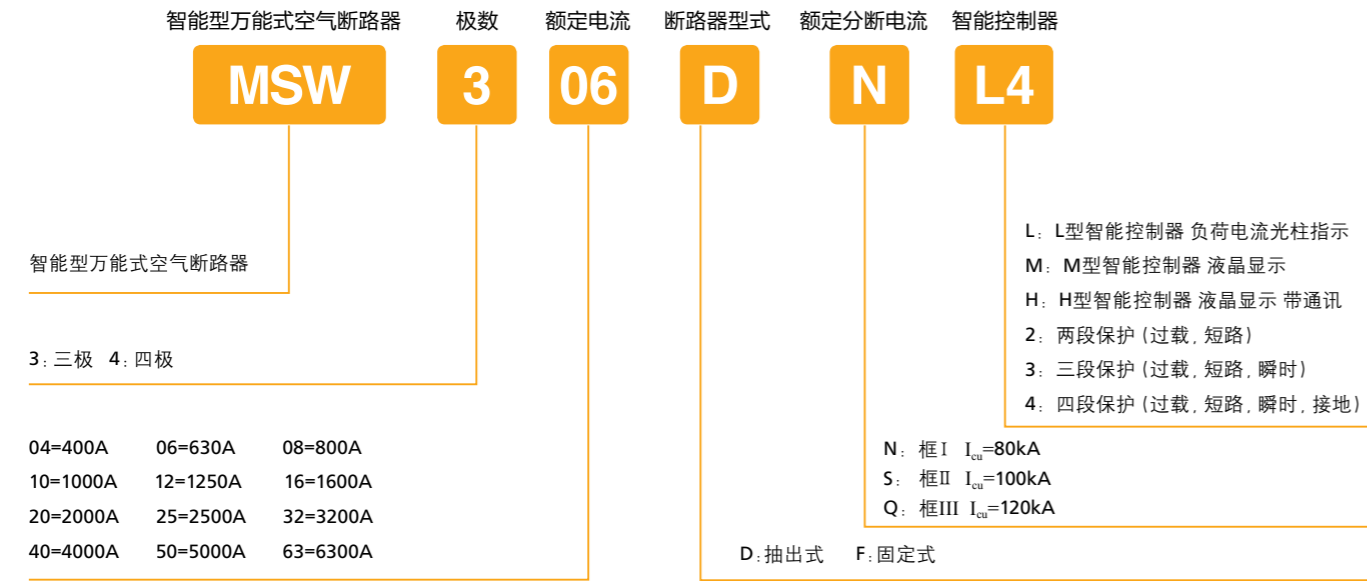 智能型万能式空气断路器 极数 额定电流 断路器型式 额定分断电流 智能控制器
MSW 3 06 D N L4
L：L型智能控制器 负荷电流光柱指示
M：M型智能控制器 液晶显示
H：H型智能控制器 液晶显示 带通讯
2：两段保护（过载, 短路）
3：三段保护（过载, 短路, 瞬时）
4：四段保护（过载, 短路, 瞬时, 接地）
智能型万能式空气断路器
3：三极 4：四极
04=400A 06=630A 08=800A
10=1000A 12=1250A 16=1600A
20=2000A 25=2500A 32=3200A
40=4000A 50=5000A 63=6300A
N：框I Icu=80kA
S：框II Icu=100kA
Q：框III Icu=120kA
D：抽出式 F：固定式